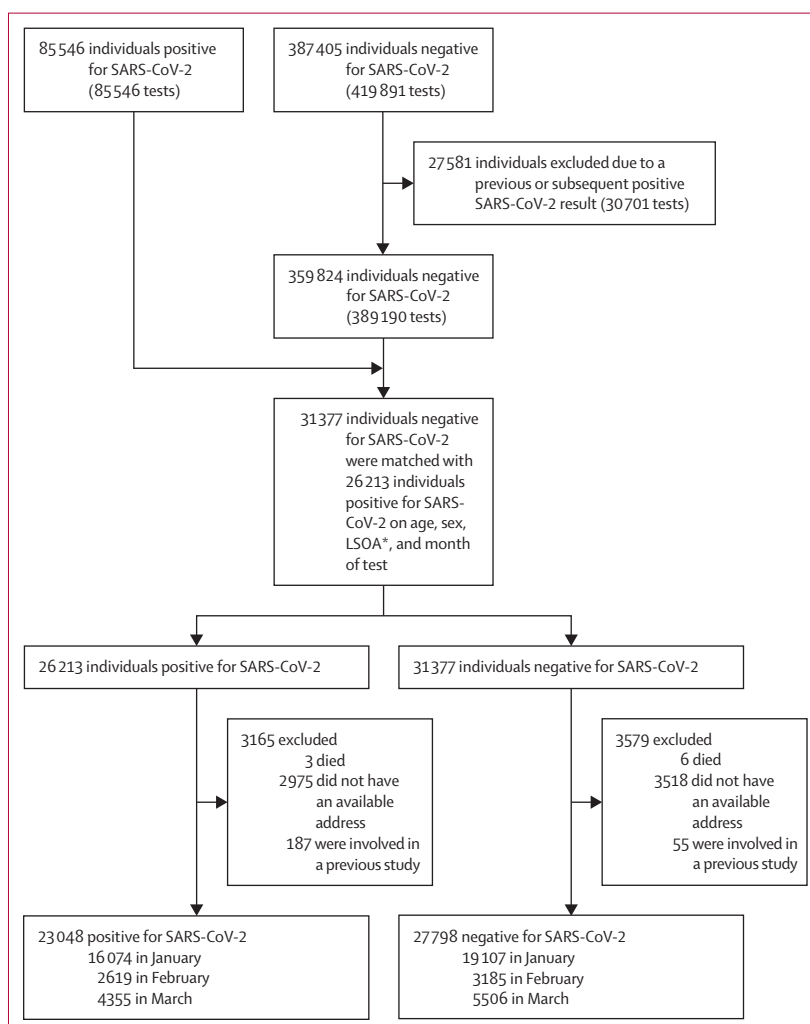 85 546 individuals positive
for SARS-CoV-2
(85 546 tests)
387 405 individuals negative
for SARS-CoV-2
(419 891 tests)
27 581 individuals excluded due to a
previous or subsequent positive
SARS-CoV-2 result (30 701 tests)
359 824 individuals negative
for SARS-CoV-2
(389 190 tests)
31 377 individuals negative
for SARS-CoV-2
were matched with
26 213 individuals
positive for SARS-
CoV-2 on age, sex,
LSOA*, and month
of test
26 213 individuals positive for SARS-CoV-2
31 377 individuals negative for SARS-CoV-2
3165 excluded
3 died
2975 did not have
an available
address
187 were involved in
a previous study
3579 excluded
6 died
3518 did not have
an available
address
55 were involved in
a previous study
23 048 positive for SARS-CoV-2
16 074 in January
2619 in February
4355 in March
27 798 negative for SARS-CoV-2
19 107 in January
3185 in February
5506 in March